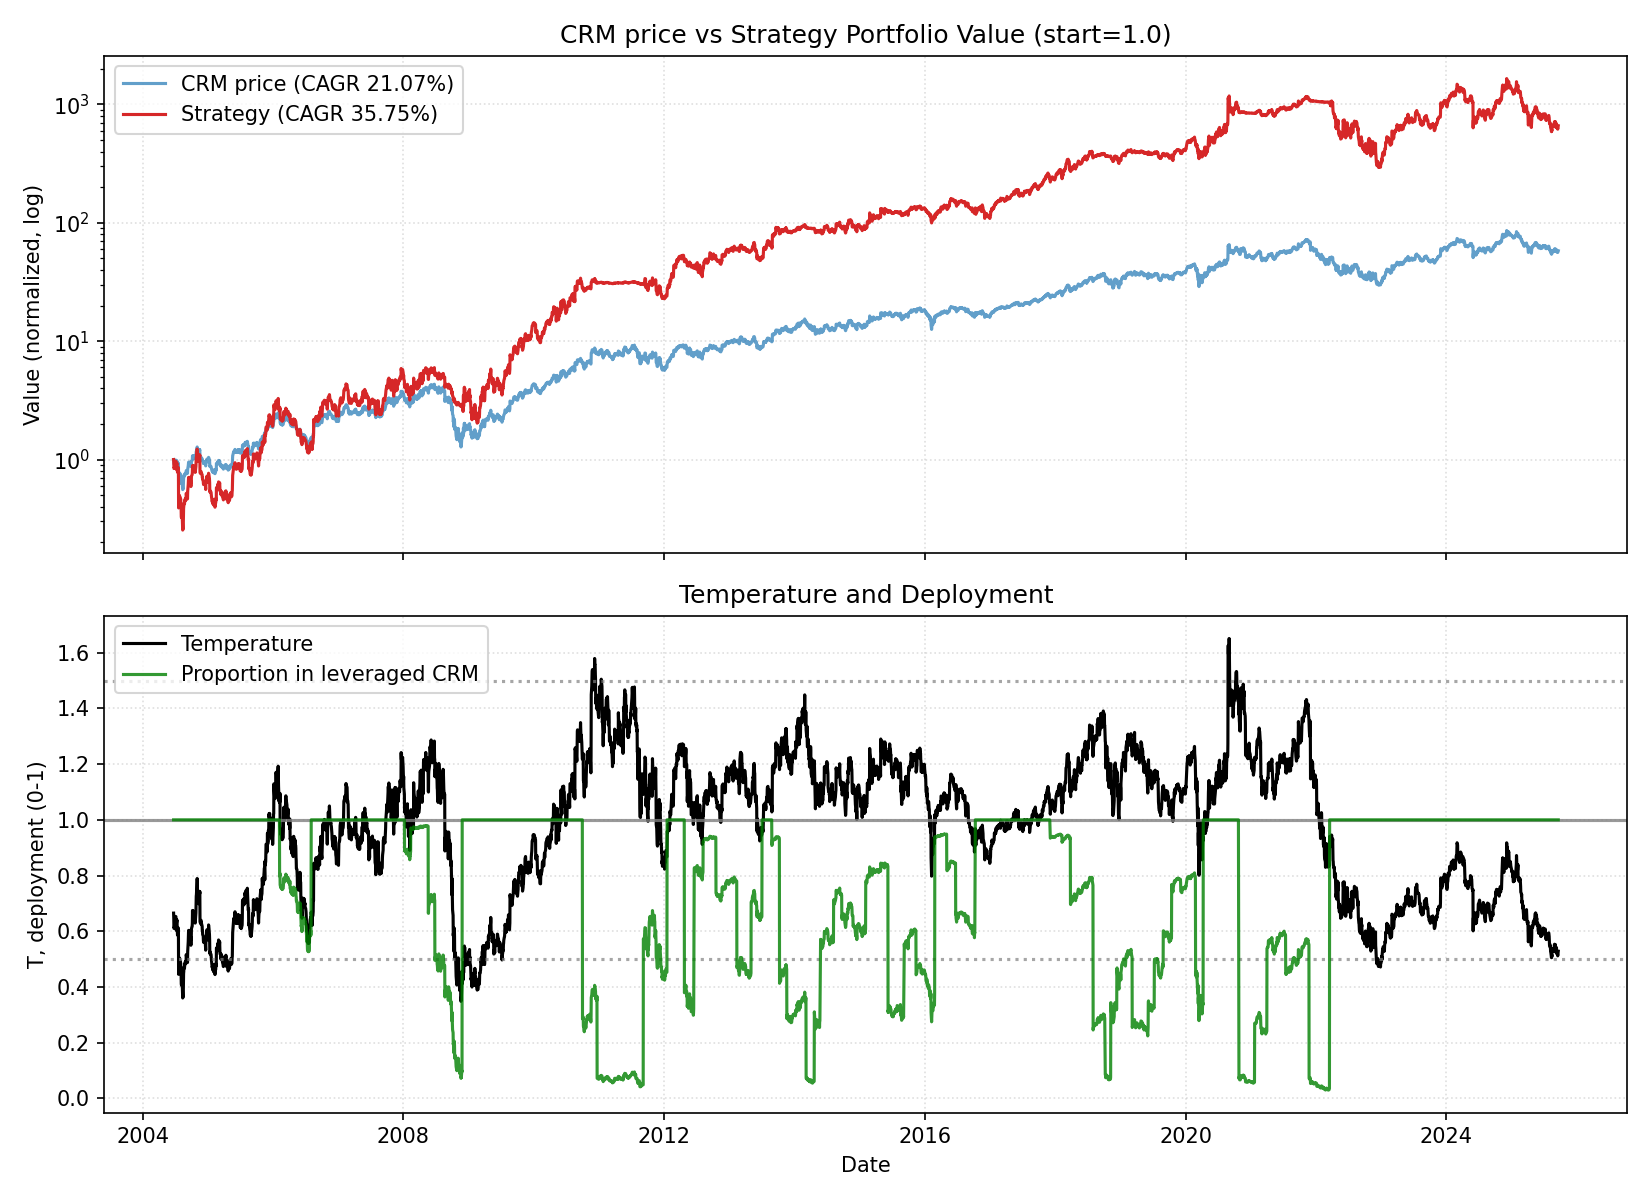 CRM price vs Strategy Portfolio Value (start=1.0)
CRM price (CAGR 21.07%)
Strategy (CAGR 35.75%)
Value (normalized, log)
10³
10²
10¹
10⁰
Temperature and Deployment
Temperature
Proportion in leveraged CRM
T, deployment (0-1)
1.6
1.4
1.2
1.0
0.8
0.6
0.4
0.2
0.0
2004 2008 2012 2016 2020 2024
Date